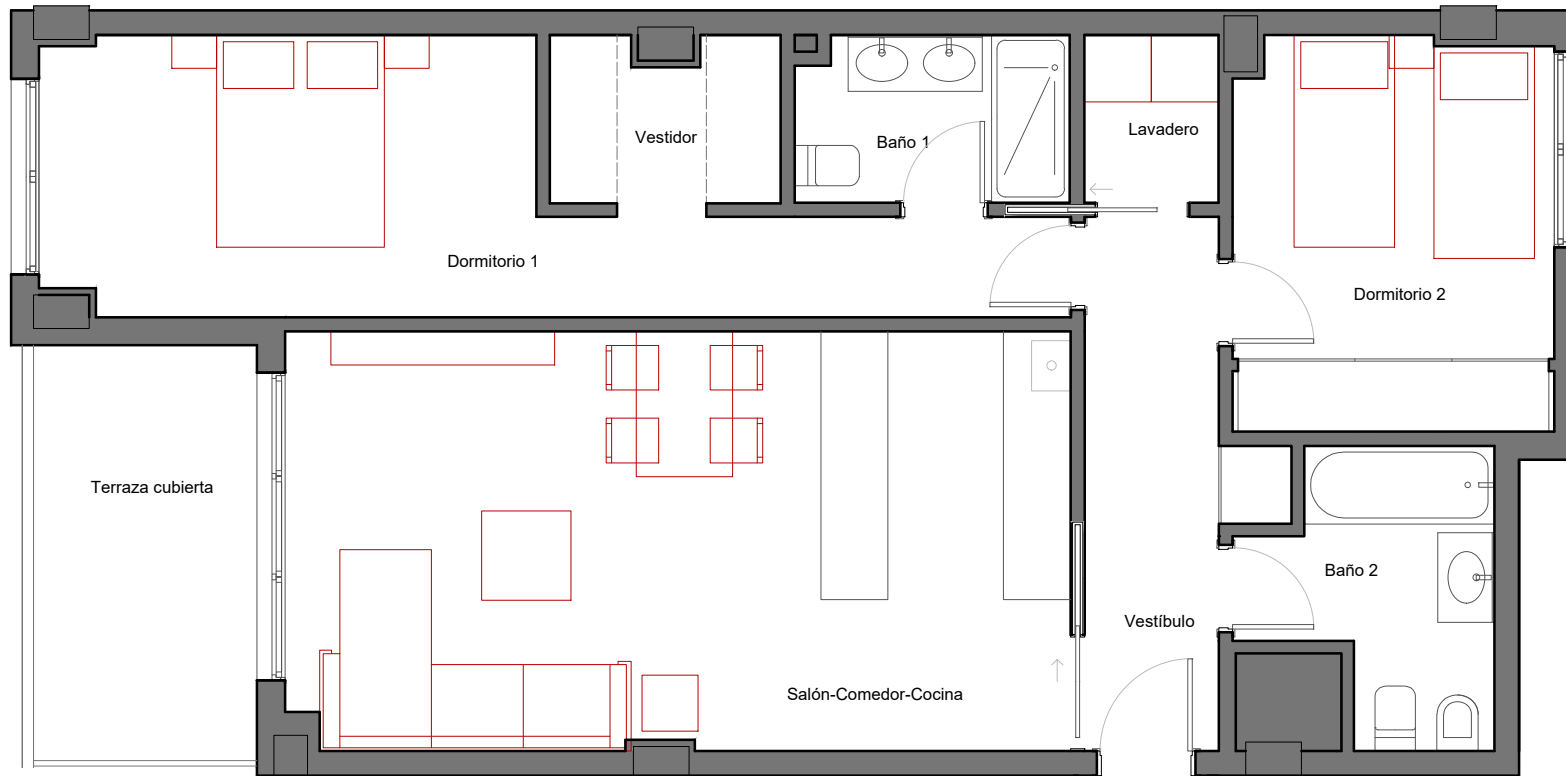 Lavadero
Vestidor
Baño 1
Dormitorio 1
Dormitorio 2
Terraza cubierta
Baño 2
Vestíbulo
Salón-Comedor-Cocina